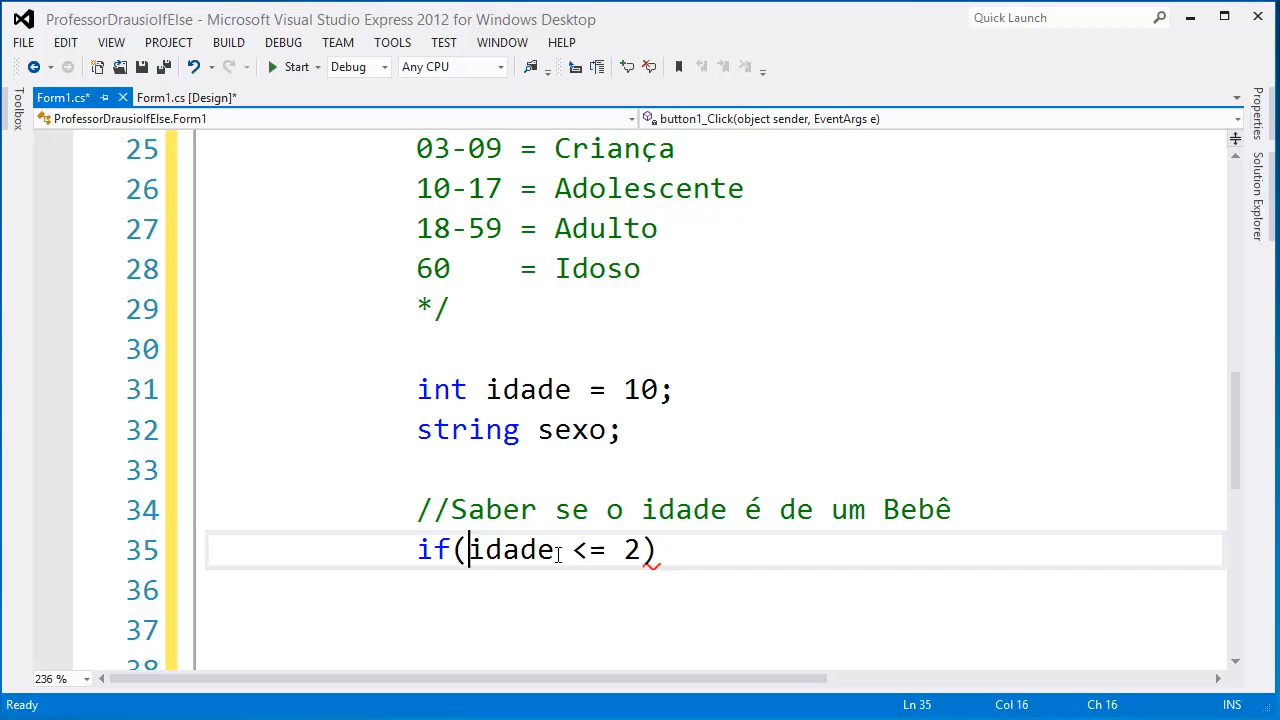 ProfessorDrausioIfElse - Microsoft Visual Studio Express 2012 for Windows Desktop
Quick Launch
FILE EDIT VIEW PROJECT BUILD DEBUG TEAM TOOLS TEST WINDOW HELP
Start Debug Any CPU
Toolbox
Form1.cs* Form1.cs [Design]*
ProfessorDrausioIfElse.Form1 button1_Click(object sender, EventArgs e)
Properties
Solution Explorer
25 03-09 = Criança
26 10-17 = Adolescente
27 18-59 = Adulto
28 60 = Idoso
29 */
30
31 int idade = 10;
32 string sexo;
33
34 //Saber se o idade é de um Bebê
35 if(idade <= 2)
36
37
38
236 %
Ready Ln 35 Col 16 Ch 16 INS